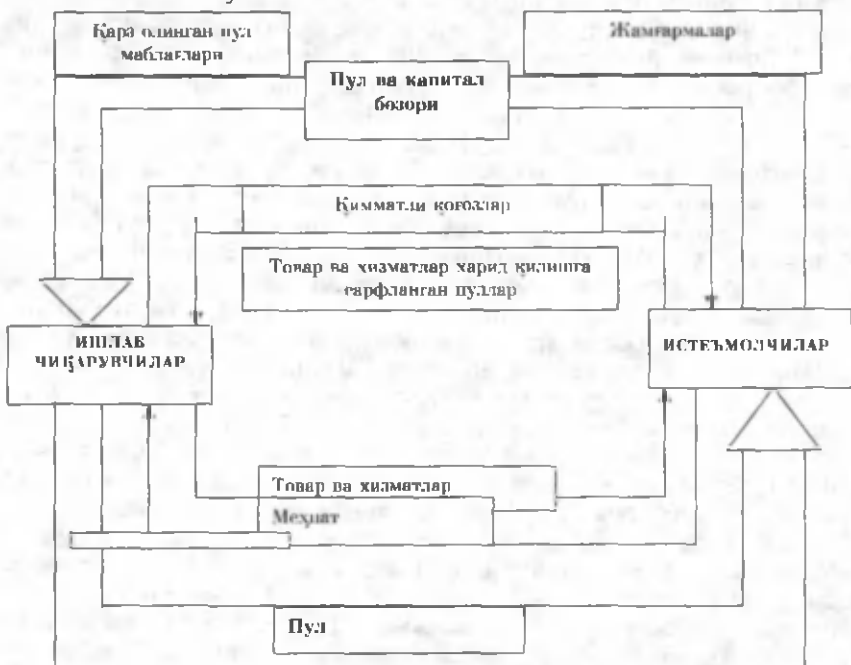 Қарз олинган пул
маблағлари
Жамғармалар
Пул ва капитал
бозори
Қимматли қоғозлар
Товар ва хизматлар харид қилишга
сарфланган пуллар
ИШЛАБ
ЧИҚАРУВЧИЛАР
ИСТЕЪМОЛЧИЛАР
Товар ва хизматлар
Меҳнат
Пул